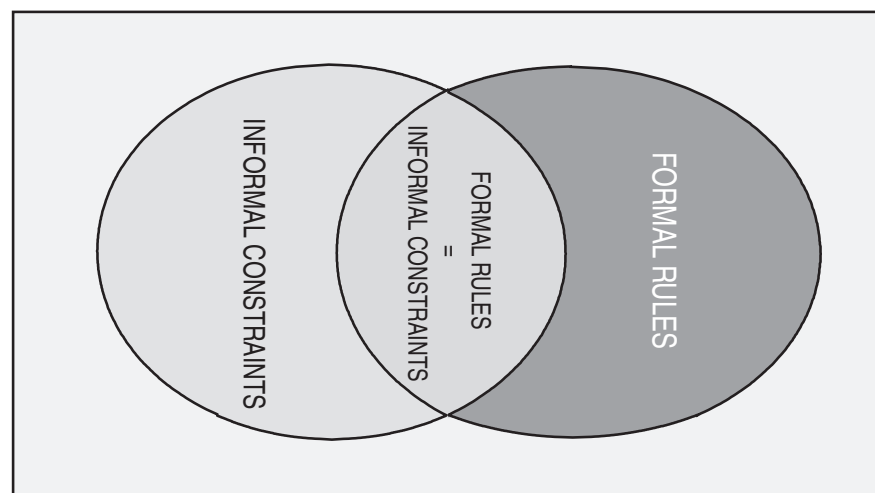 FORMAL RULES
FORMAL RULES
=
INFORMAL CONSTRAINTS
INFORMAL CONSTRAINTS